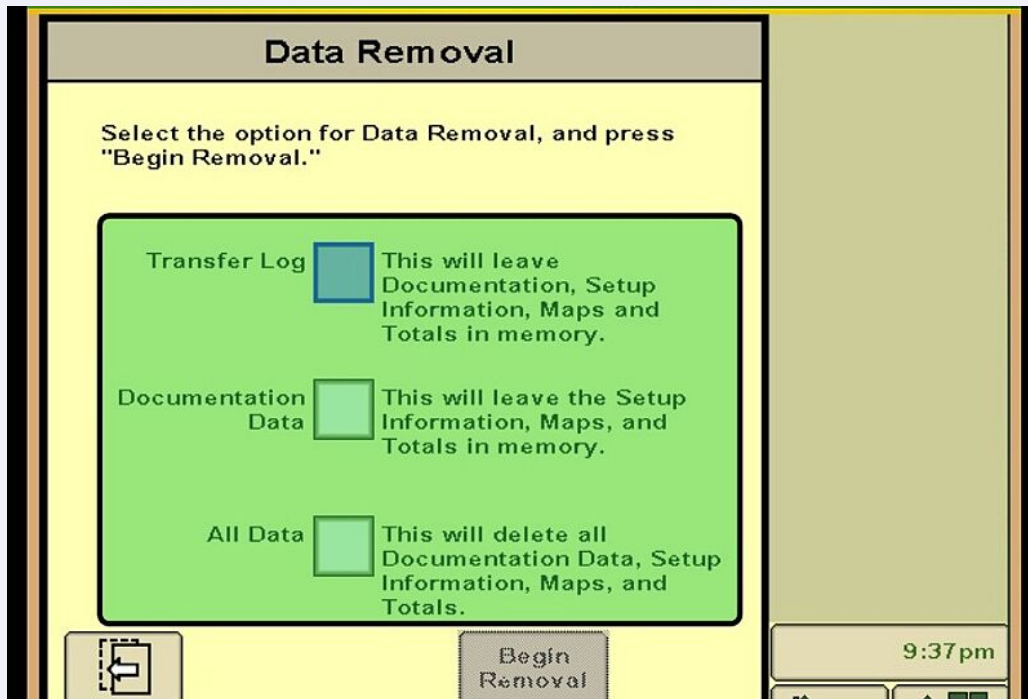 Data Removal
Select the option for Data Removal, and press
"Begin Removal."
Transfer Log
This will leave
Documentation, Setup
Information, Maps and
Totals in memory.
Documentation
Data
This will leave the Setup
Information, Maps, and
Totals in memory.
All Data
This will delete all
Documentation Data, Setup
Information, Maps, and
Totals.
Begin
Removal
9:37pm